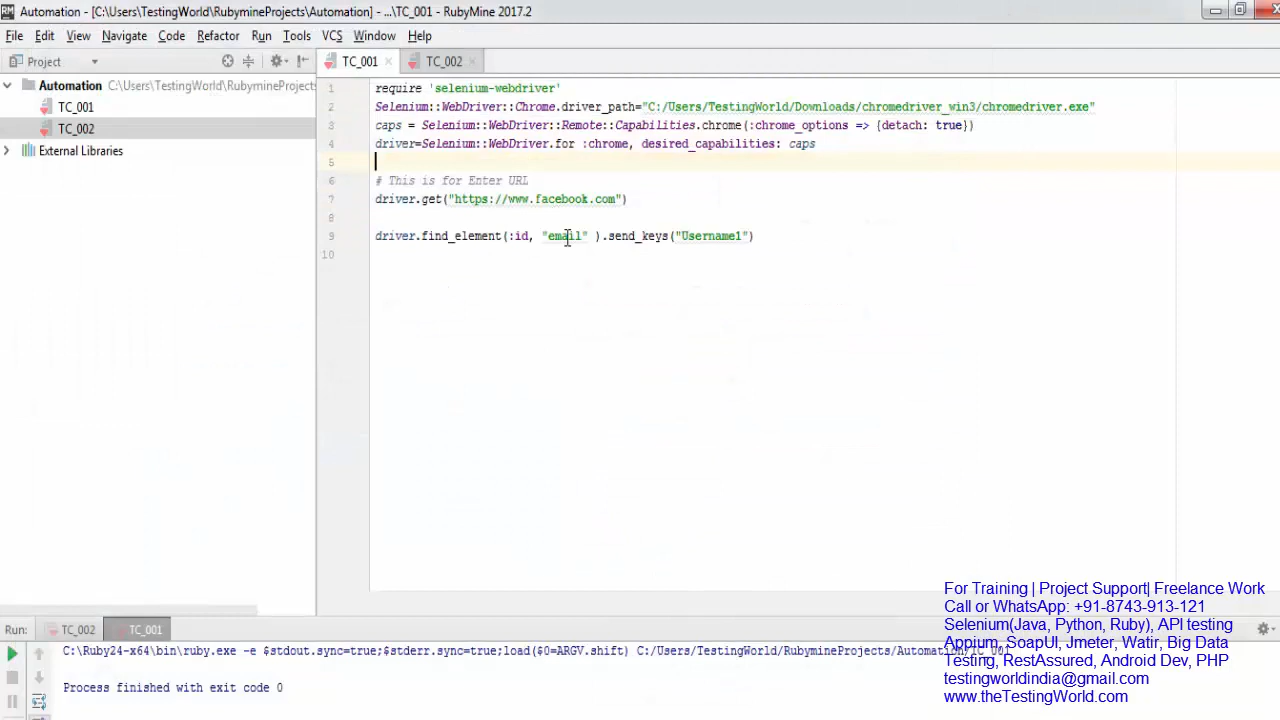 Automation - [C:\Users\TestingWorld\RubymineProjects\Automation] - ...\TC_001 - RubyMine 2017.2
File Edit View Navigate Code Refactor Run Tools VCS Window Help
Project TC_001 TC_002
Automation C:\Users\TestingWorld\RubymineProjects
TC_001
TC_002
External Libraries
1 require 'selenium-webdriver'
2 Selenium::WebDriver::Chrome.driver_path="C:/Users/TestingWorld/Downloads/chromedriver_win3/chromedriver.exe"
3 caps = Selenium::WebDriver::Remote::Capabilities.chrome(:chrome_options => {detach: true})
4 driver=Selenium::WebDriver.for :chrome, desired_capabilities: caps
5
6 # This is for Enter URL
7 driver.get("https://www.facebook.com")
8
9 driver.find_element(:id, "email" ).send_keys("Username1")
10
For Training | Project Support| Freelance Work
Call or WhatsApp: +91-8743-913-121
Selenium(Java, Python, Ruby), API testing
Appium, SoapUI, Jmeter, Watir, Big Data
Testing, RestAssured, Android Dev, PHP
testingworldindia@gmail.com
www.theTestingWorld.com
Run: TC_002 TC_001
C:\Ruby24-x64\bin\ruby.exe -e $stdout.sync=true;$stderr.sync=true;load($0=ARGV.shift) C:/Users/TestingWorld/RubymineProjects/Automation/TC_001
Process finished with exit code 0